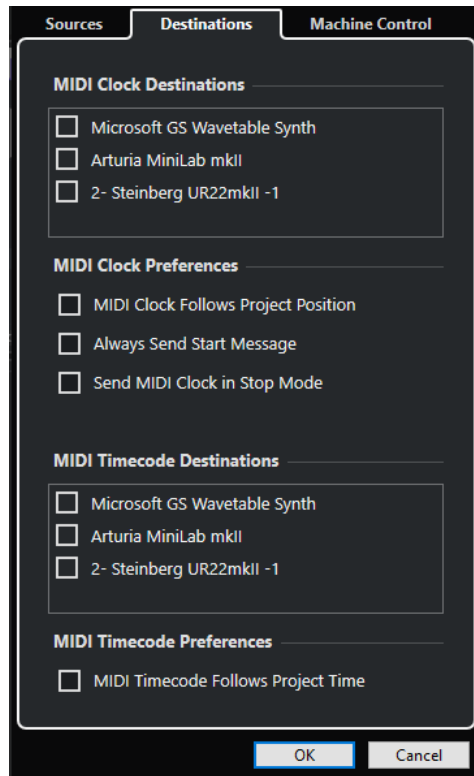 Sources Destinations Machine Control
MIDI Clock Destinations
Microsoft GS Wavetable Synth
Arturia MiniLab mkII
2- Steinberg UR22mkII -1
MIDI Clock Preferences
MIDI Clock Follows Project Position
Always Send Start Message
Send MIDI Clock in Stop Mode
MIDI Timecode Destinations
Microsoft GS Wavetable Synth
Arturia MiniLab mkII
2- Steinberg UR22mkII -1
MIDI Timecode Preferences
MIDI Timecode Follows Project Time
OK Cancel